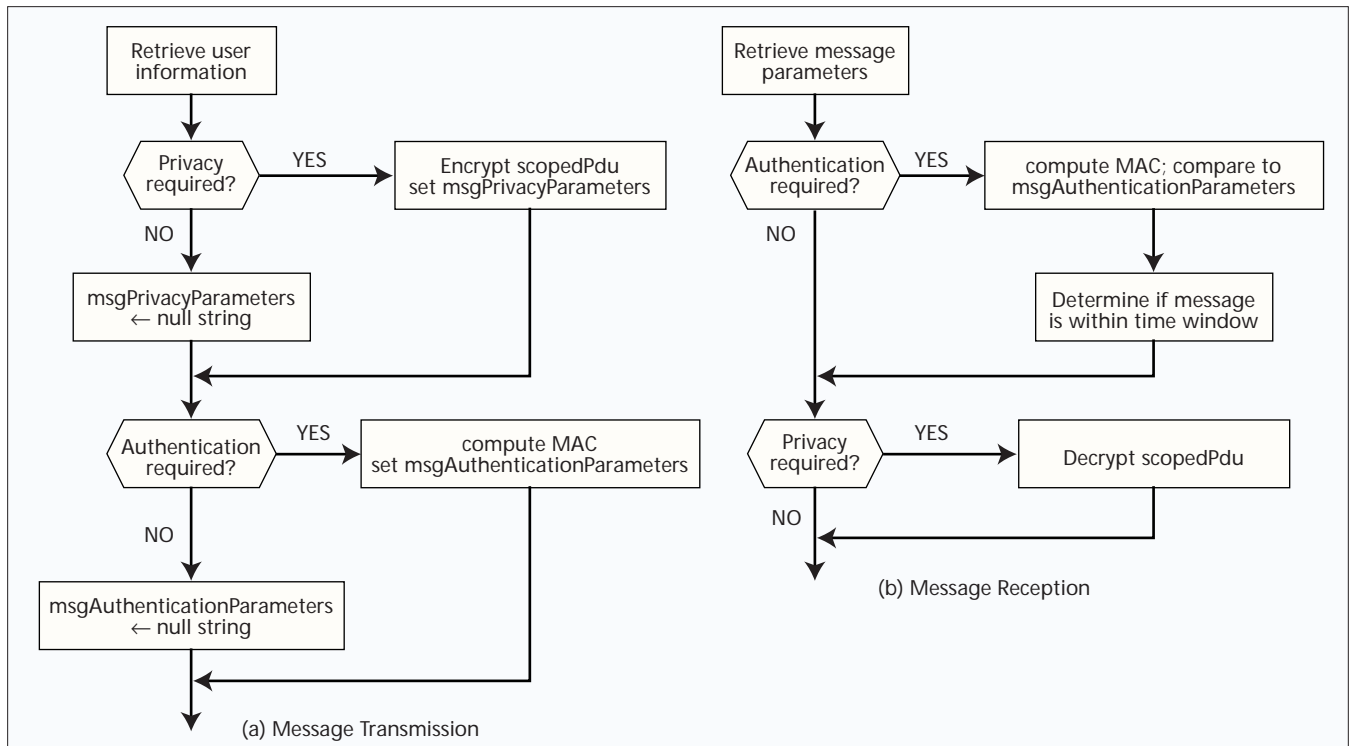 Retrieve user
information
Privacy
required?
YES
Encrypt scopedPdu
set msgPrivacyParameters
NO
msgPrivacyParameters
← null string
Authentication
required?
YES
compute MAC
set msgAuthenticationParameters
NO
msgAuthenticationParameters
← null string
(a) Message Transmission
Retrieve message
parameters
Authentication
required?
YES
compute MAC; compare to
msgAuthenticationParameters
NO
Determine if message
is within time window
Privacy
required?
YES
Decrypt scopedPdu
NO
(b) Message Reception